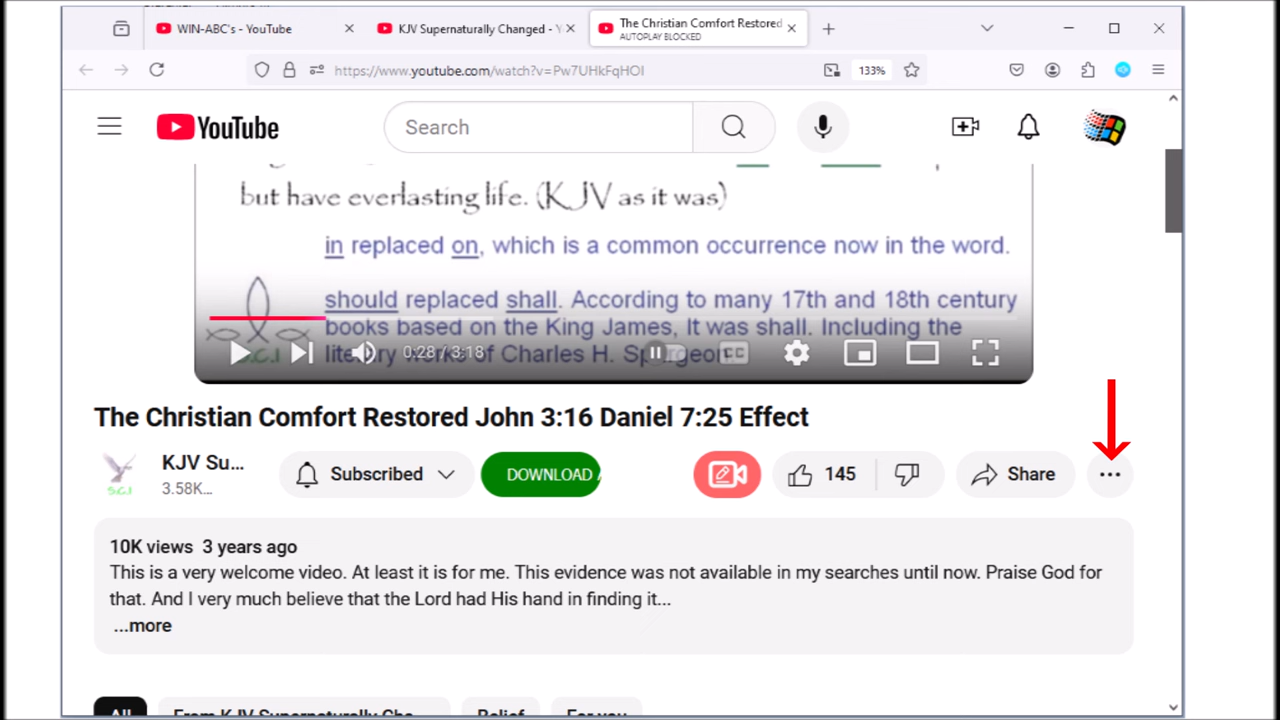 WIN-ABC's - YouTube
KJV Supernaturally Changed - Y
The Christian Comfort Restored
AUTOPLAY BLOCKED
https://www.youtube.com/watch?v=Pw7UHkFqHOI
133%
YouTube
Search
but have everlasting life. (KJV as it was)
in replaced on, which is a common occurrence now in the word.
should replaced shall. According to many 17th and 18th century
books based on the King James, It was shall. Including the
literary works of Charles H. Spurgeon
0:28 / 3:18
CC
The Christian Comfort Restored John 3:16 Daniel 7:25 Effect
KJV Su...
3.58K...
S.G.I
Subscribed
DOWNLOAD
145
Share
10K views 3 years ago
This is a very welcome video. At least it is for me. This evidence was not available in my searches until now. Praise God for
that. And I very much believe that the Lord had His hand in finding it...
...more
All
From KJV Supernaturally Cha
Belief
For you